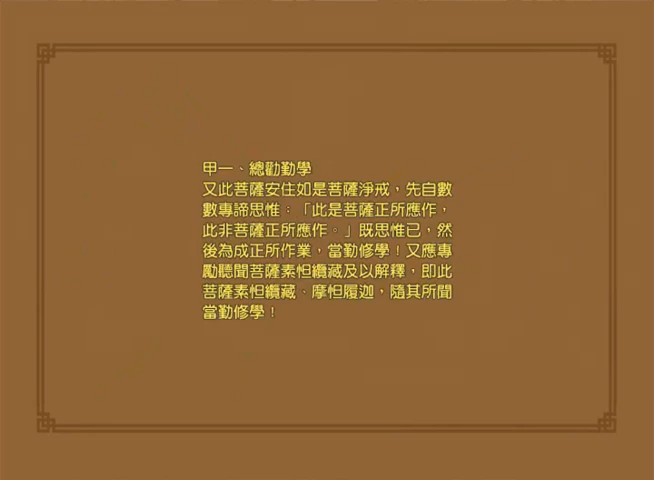 甲一、總勸勤學
又此菩薩安住如是菩薩淨戒，先自數
數專諦思惟：「此是菩薩正所應作，
此非菩薩正所應作。」既思惟已，然
後為成正所作業，當勤修學！又應專
勵聽聞菩薩素怛纜藏及以解釋，即此
菩薩素怛纜藏．摩怛履迦，隨其所聞
當勤修學！